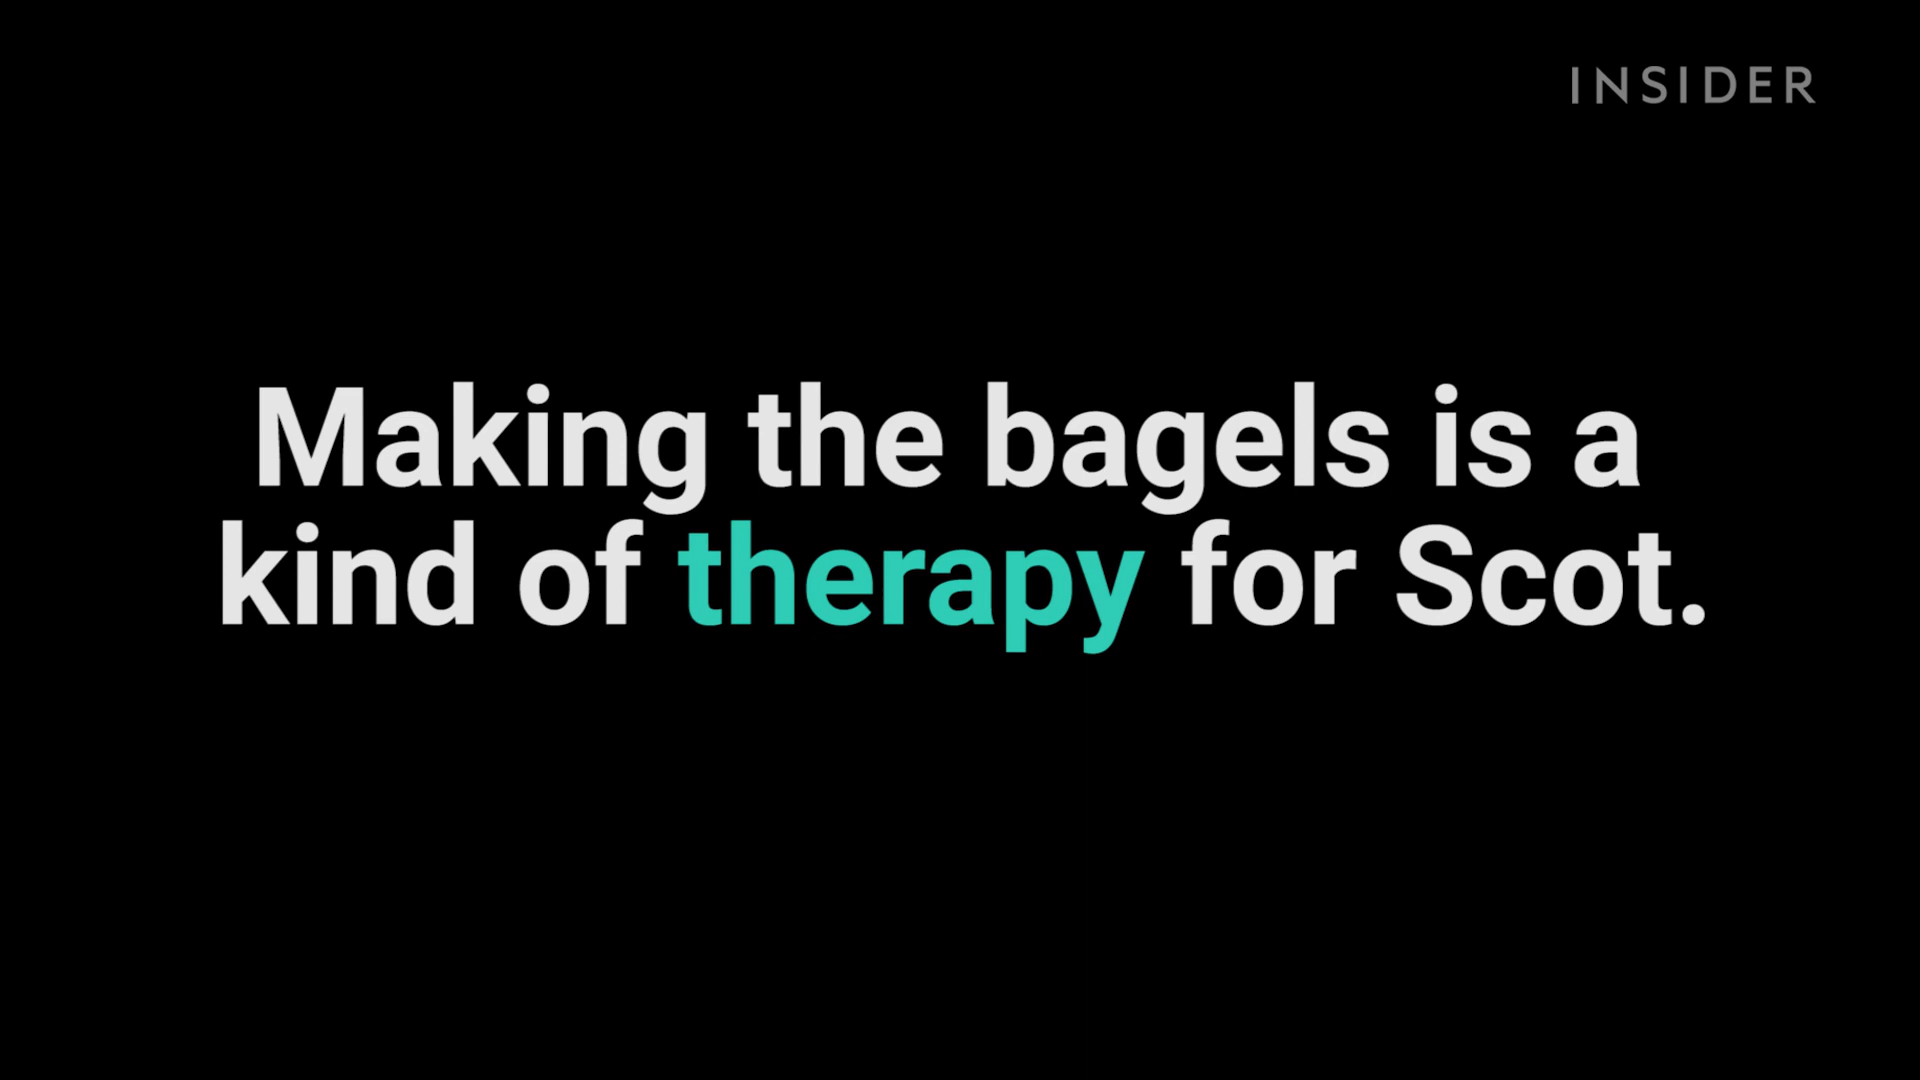 INSIDER
Making the bagels is a
kind of therapy for Scot.